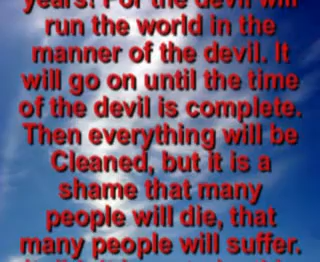 years! For the devil will
run the world in the
manner of the devil. It
will go on until the time
of the devil is complete.
Then everything will be
Cleaned, but it is a
shame that many
people will die, that
many people will suffer.